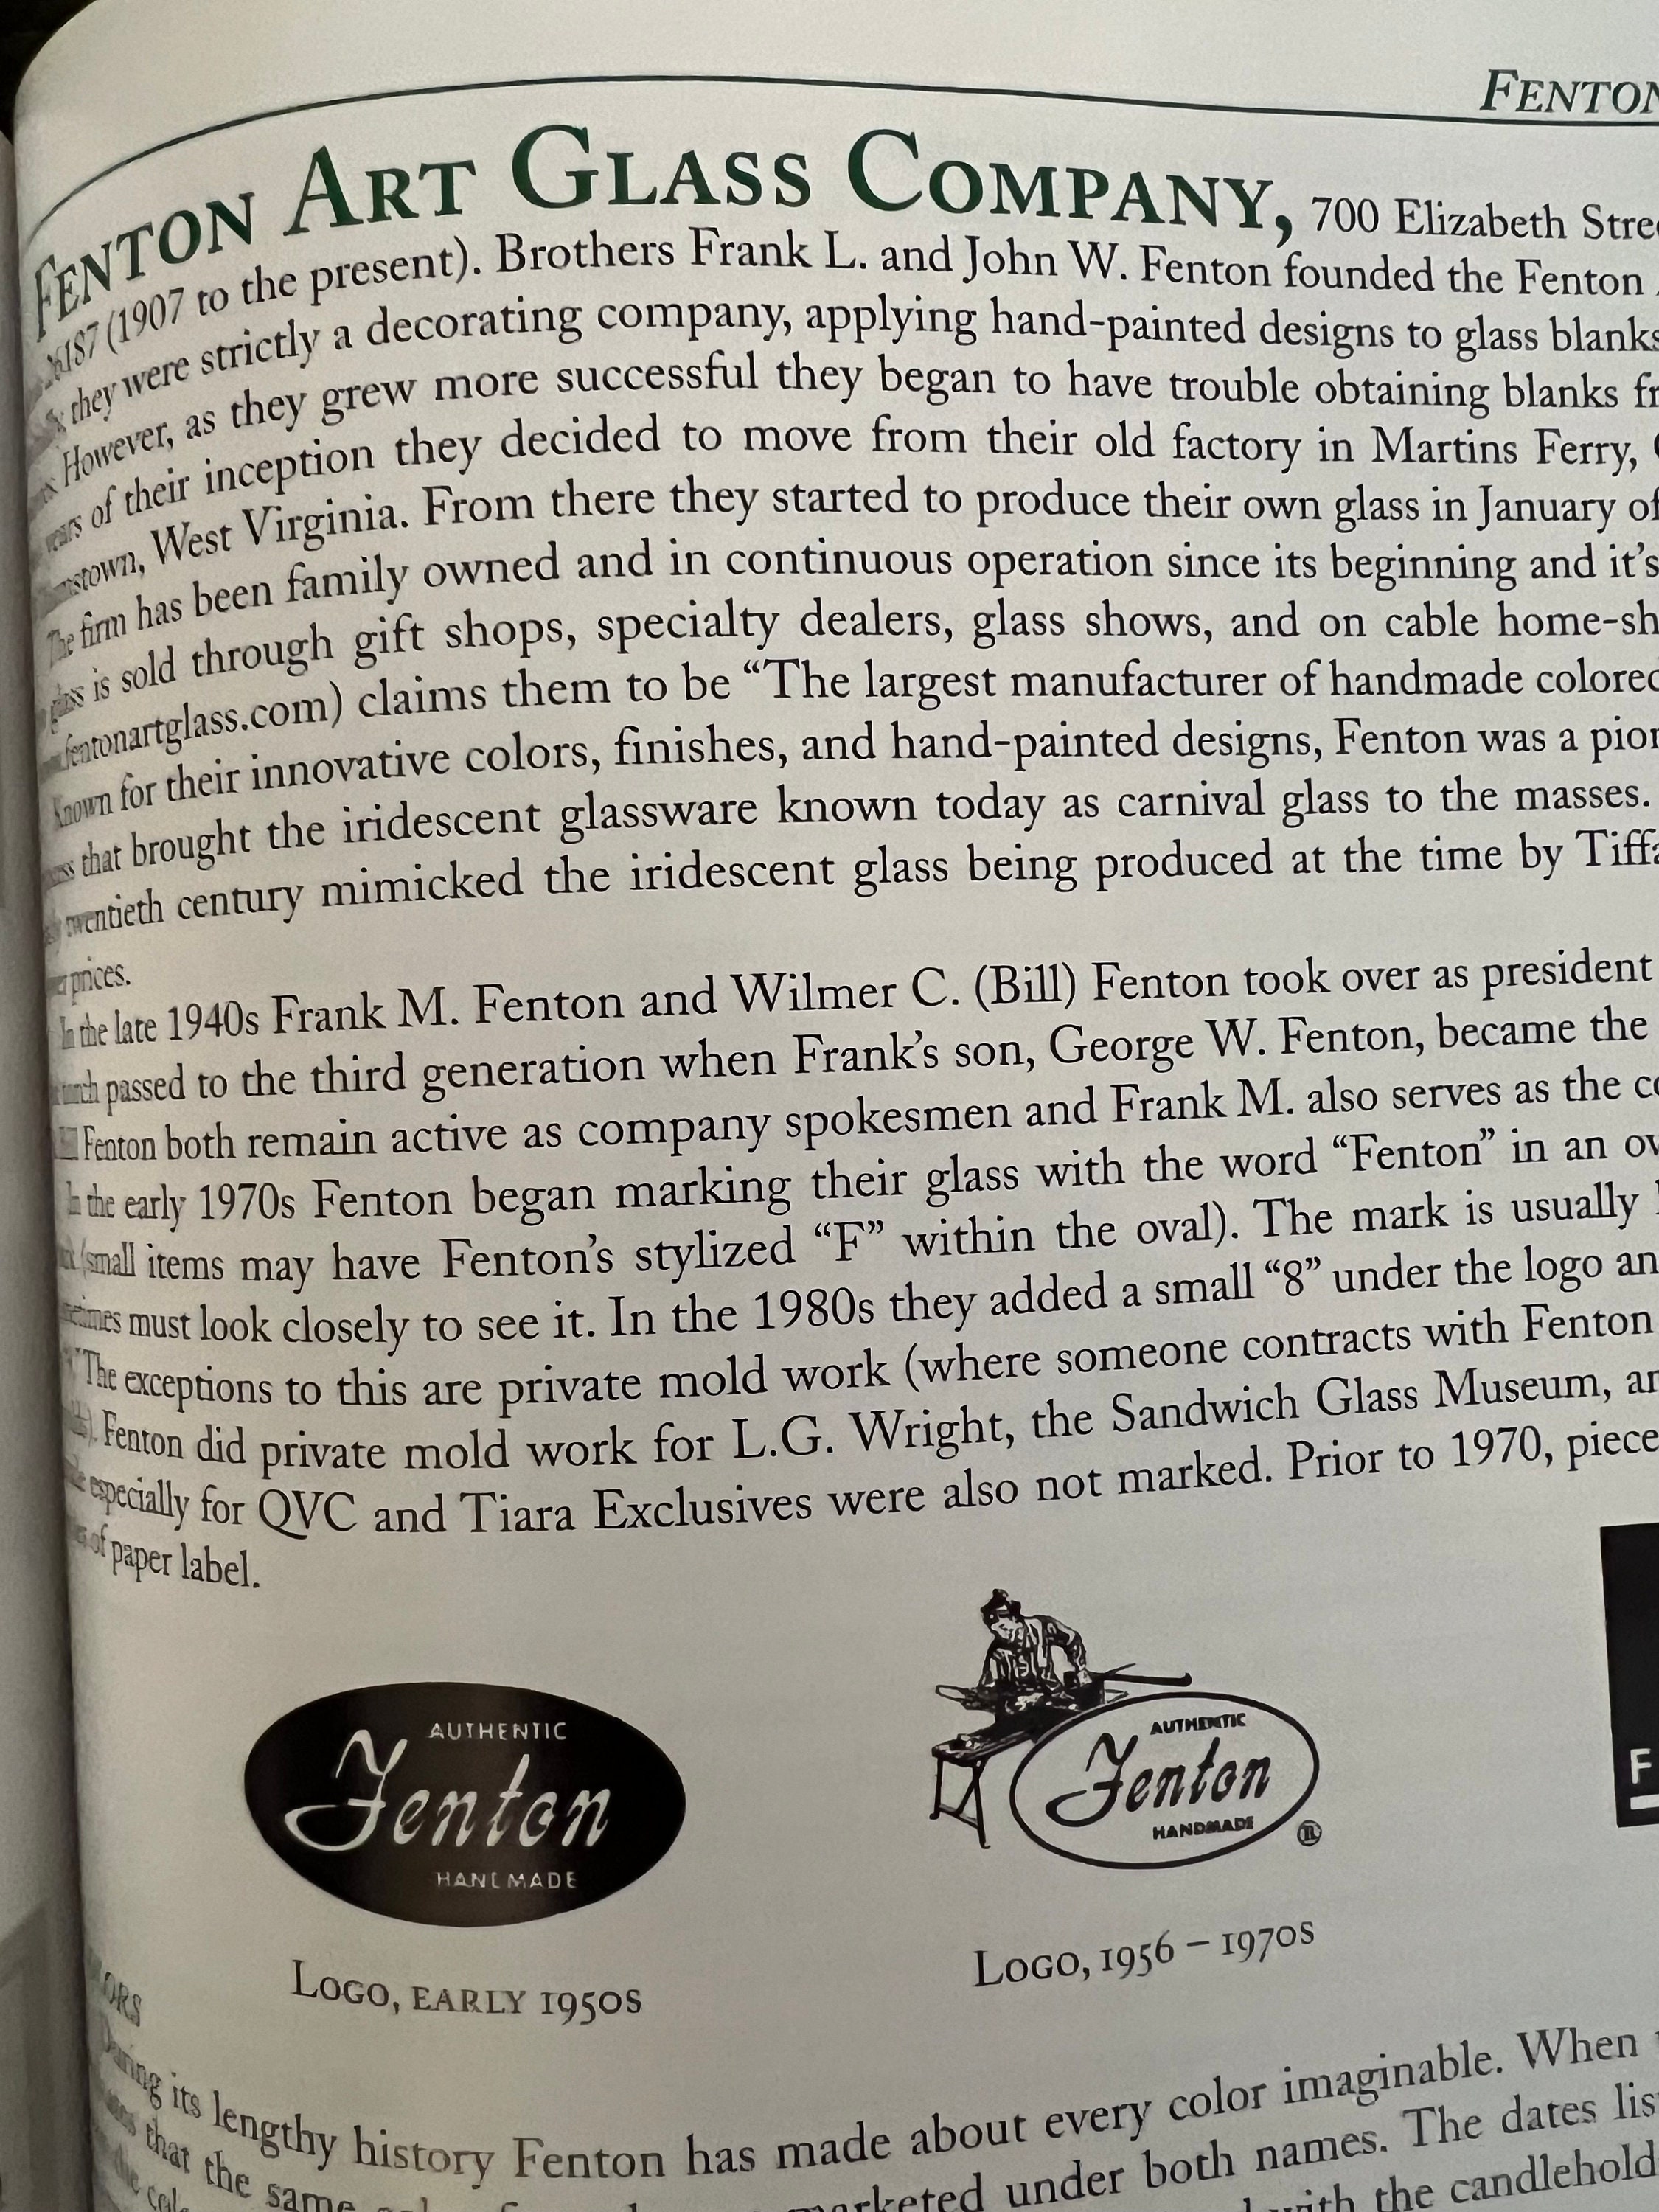 FENTON
FENTON ART GLASS COMPANY, 700 Elizabeth
(1907 to the present). Brothers Frank L. and John W. Fenton founded the Fenton
they were strictly a decorating company, applying hand-painted designs to glass blanks
However, as they grew more successful they began to have trouble obtaining blanks
of their inception they decided to move from their old factory in Martins Ferry,
West Virginia. From there they started to produce their own glass in January of
The firm has been family owned and in continuous operation since its beginning and it's
is sold through gift shops, specialty dealers, glass shows, and on cable home-sh
fentonartglass.com) claims them to be “The largest manufacturer of handmade colored
Known for their innovative colors, finishes, and hand-painted designs, Fenton was a
that brought the iridescent glassware known today as carnival glass to the masses.
twentieth century mimicked the iridescent glass being produced at the time by
prices.
In the late 1940s Frank M. Fenton and Wilmer C. (Bill) Fenton took over as president
passed to the third generation when Frank's son, George W. Fenton, became the
Fenton both remain active as company spokesmen and Frank M. also serves as the
In the early 1970s Fenton began marking their glass with the word “Fenton” in an
(small items may have Fenton's stylized “F” within the oval). The mark is usually
must look closely to see it. In the 1980s they added a small “8” under the logo an
The exceptions to this are private mold work (where someone contracts with Fenton
Fenton did private mold work for L.G. Wright, the Sandwich Glass Museum,
especially for QVC and Tiara Exclusives were also not marked. Prior to 1970, piece
of paper label.
AUTHENTIC
Fenton
HANDMADE
LOGO, EARLY 1950S
AUTHENTIC
Fenton
HANDMADE
®
LOGO, 1956 – 1970S
F
During its lengthy history Fenton has made about every color imaginable. When
that the same marketed under both names. The dates lis
with the candlehold